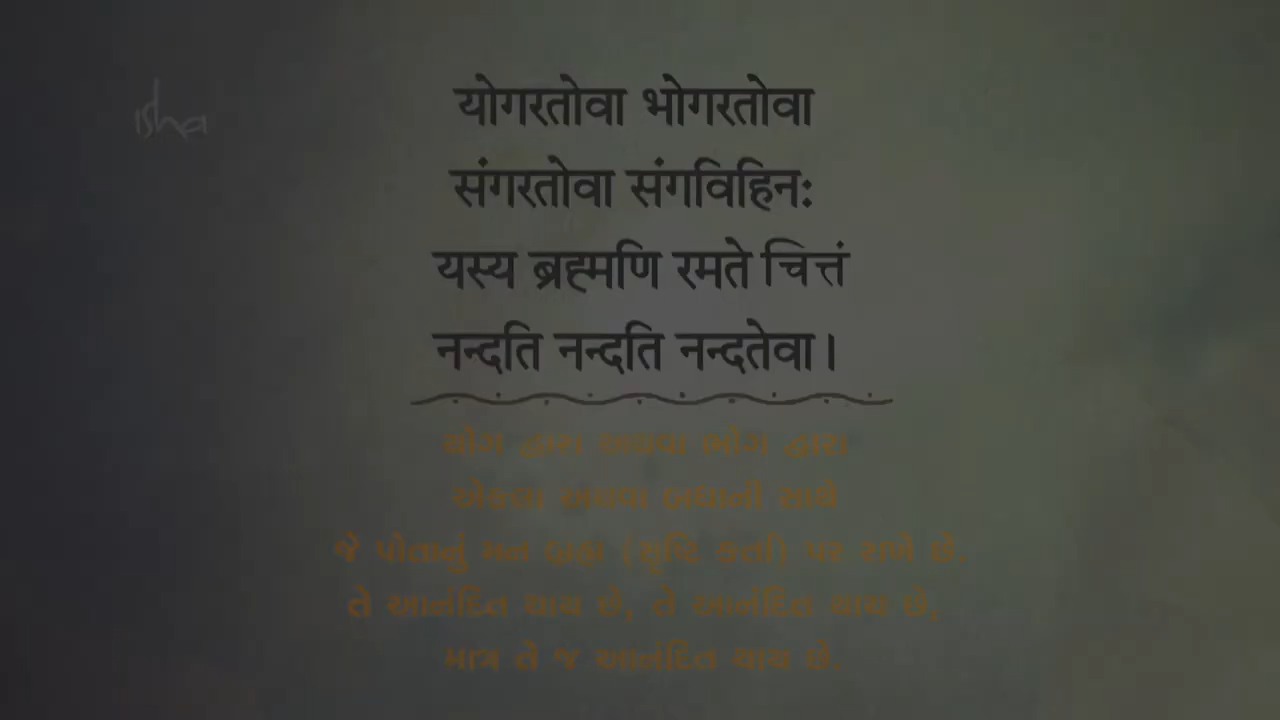 isha
योगरतोवा भोगरतोवा
संगरतोवा संगविहिनः
यस्य ब्रह्मणि रमते चित्तं
नन्दति नन्दति नन्दतेवा।
યોગ દ્વારા અથવા ભોગ દ્વારા
એકલા અથવા બધાની સાથે
જે પોતાનું મન બ્રહ્મ (સૃષ્ટિ કર્તા) પર રાખે છે.
તે આનંદિત થાય છે, તે આનંદિત થાય છે,
માત્ર તે જ આનંદિત થાય છે.